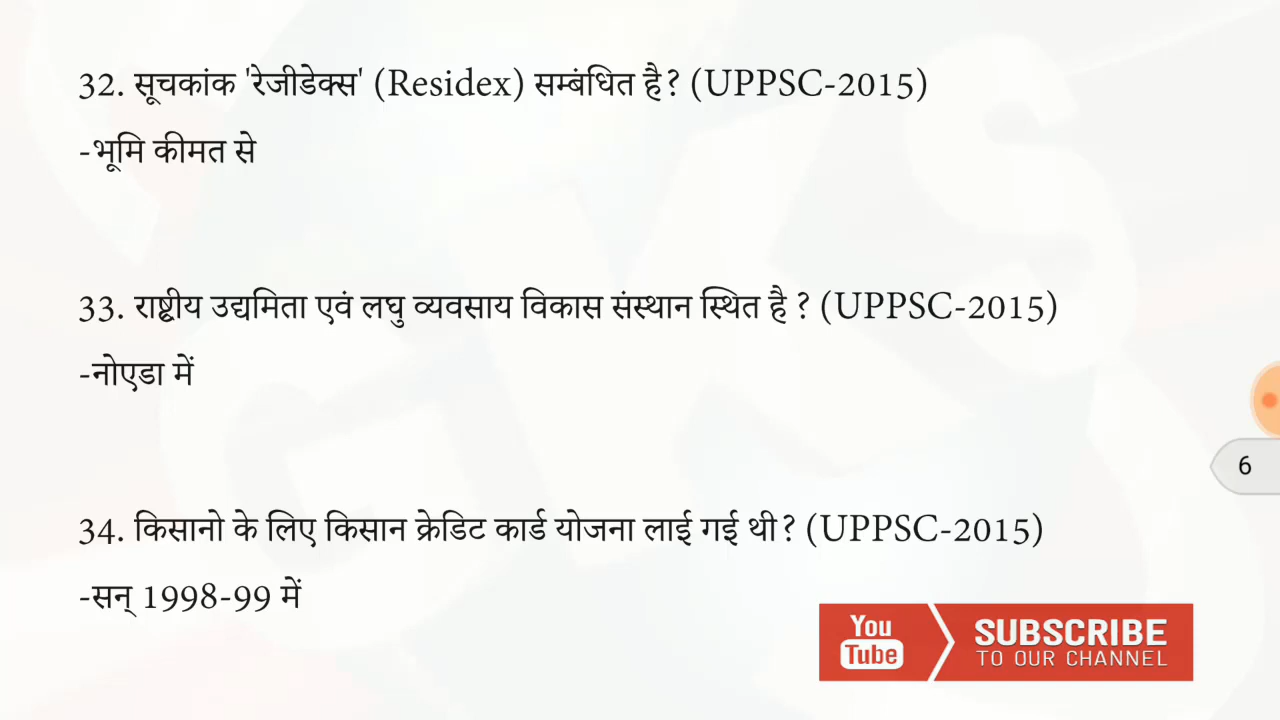 32. सूचकांक 'रेजीडेक्स' (Residex) सम्बंधित है? (UPPSC-2015)
-भूमि कीमत से
33. राष्ट्रीय उद्यमिता एवं लघु व्यवसाय विकास संस्थान स्थित है ? (UPPSC-2015)
-नोएडा में
34. किसानो के लिए किसान क्रेडिट कार्ड योजना लाई गई थी? (UPPSC-2015)
-सन् 1998-99 में
6
You Tube
SUBSCRIBE
TO OUR CHANNEL